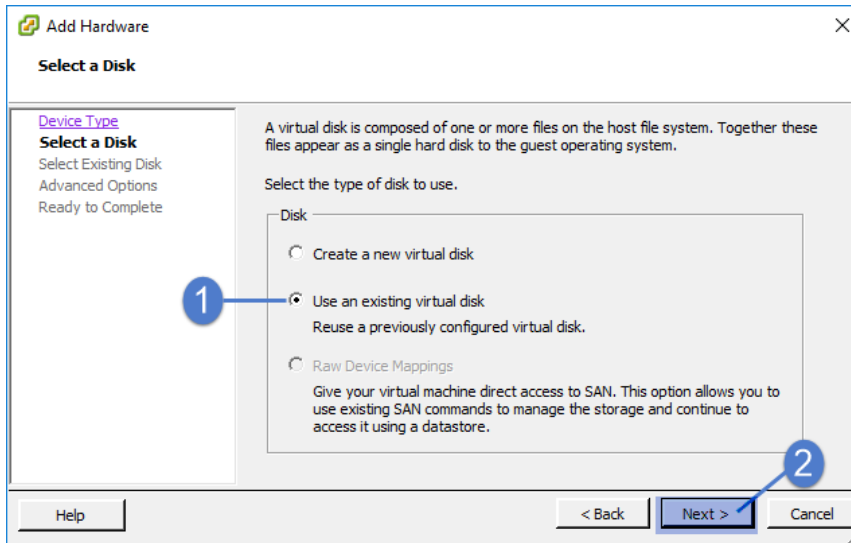 Add Hardware
Select a Disk
Device Type
Select a Disk
Select Existing Disk
Advanced Options
Ready to Complete
A virtual disk is composed of one or more files on the host file system. Together these
files appear as a single hard disk to the guest operating system.
Select the type of disk to use.
Disk
Create a new virtual disk
1
Use an existing virtual disk
Reuse a previously configured virtual disk.
Raw Device Mappings
Give your virtual machine direct access to SAN. This option allows you to
use existing SAN commands to manage the storage and continue to
access it using a datastore.
2
Help
< Back
Next >
Cancel